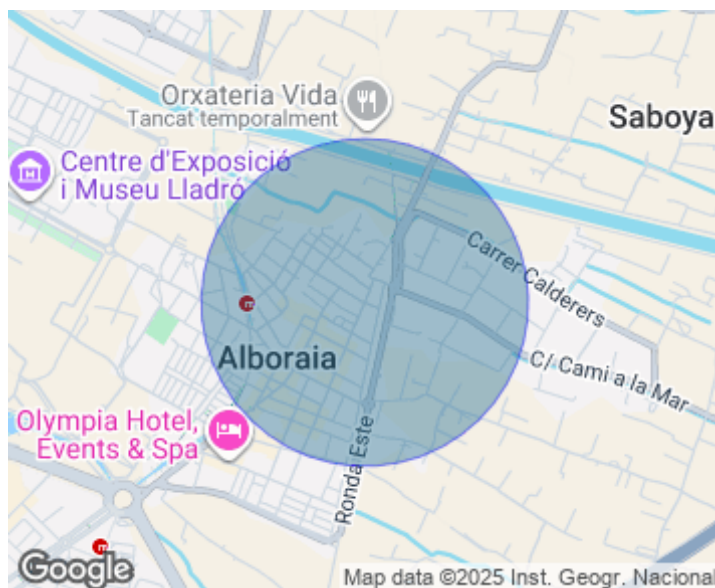 Orxateria Vida
Tancat temporalment
Saboya
Centre d'Exposició
i Museu Lladró
Carrer Calderers
Alboraia
C/ Cami a la Mar
Olympia Hotel,
Events & Spa
Ronda Este
Google
Map data ©2025 Inst. Geogr. Nacional